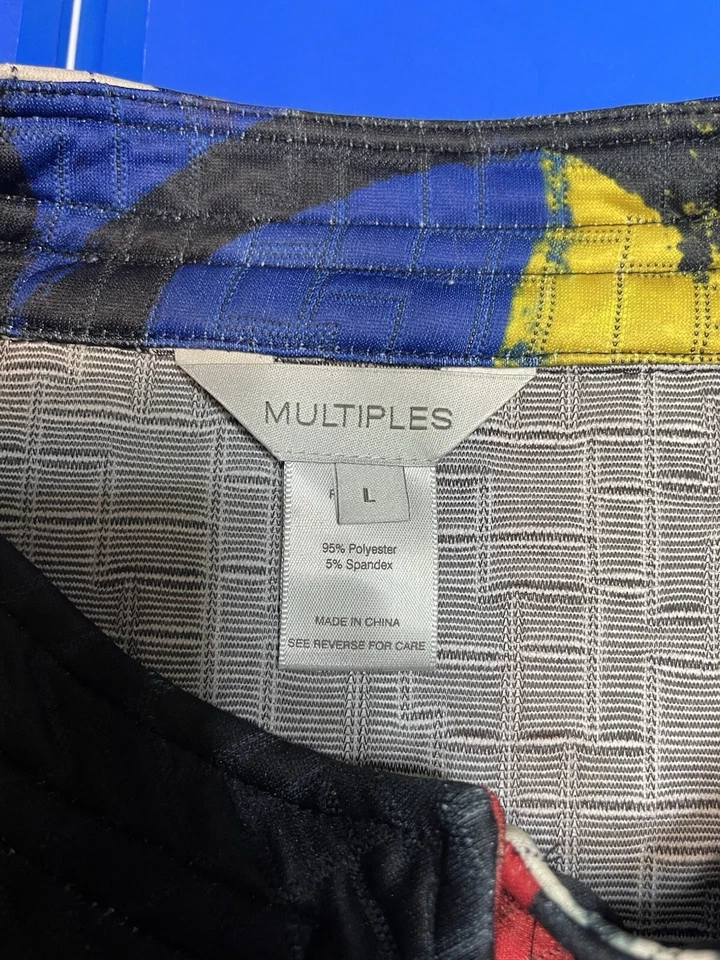 MULTIPLES
L
95% Polyester
5% Spandex
MADE IN CHINA
SEE REVERSE FOR CARE